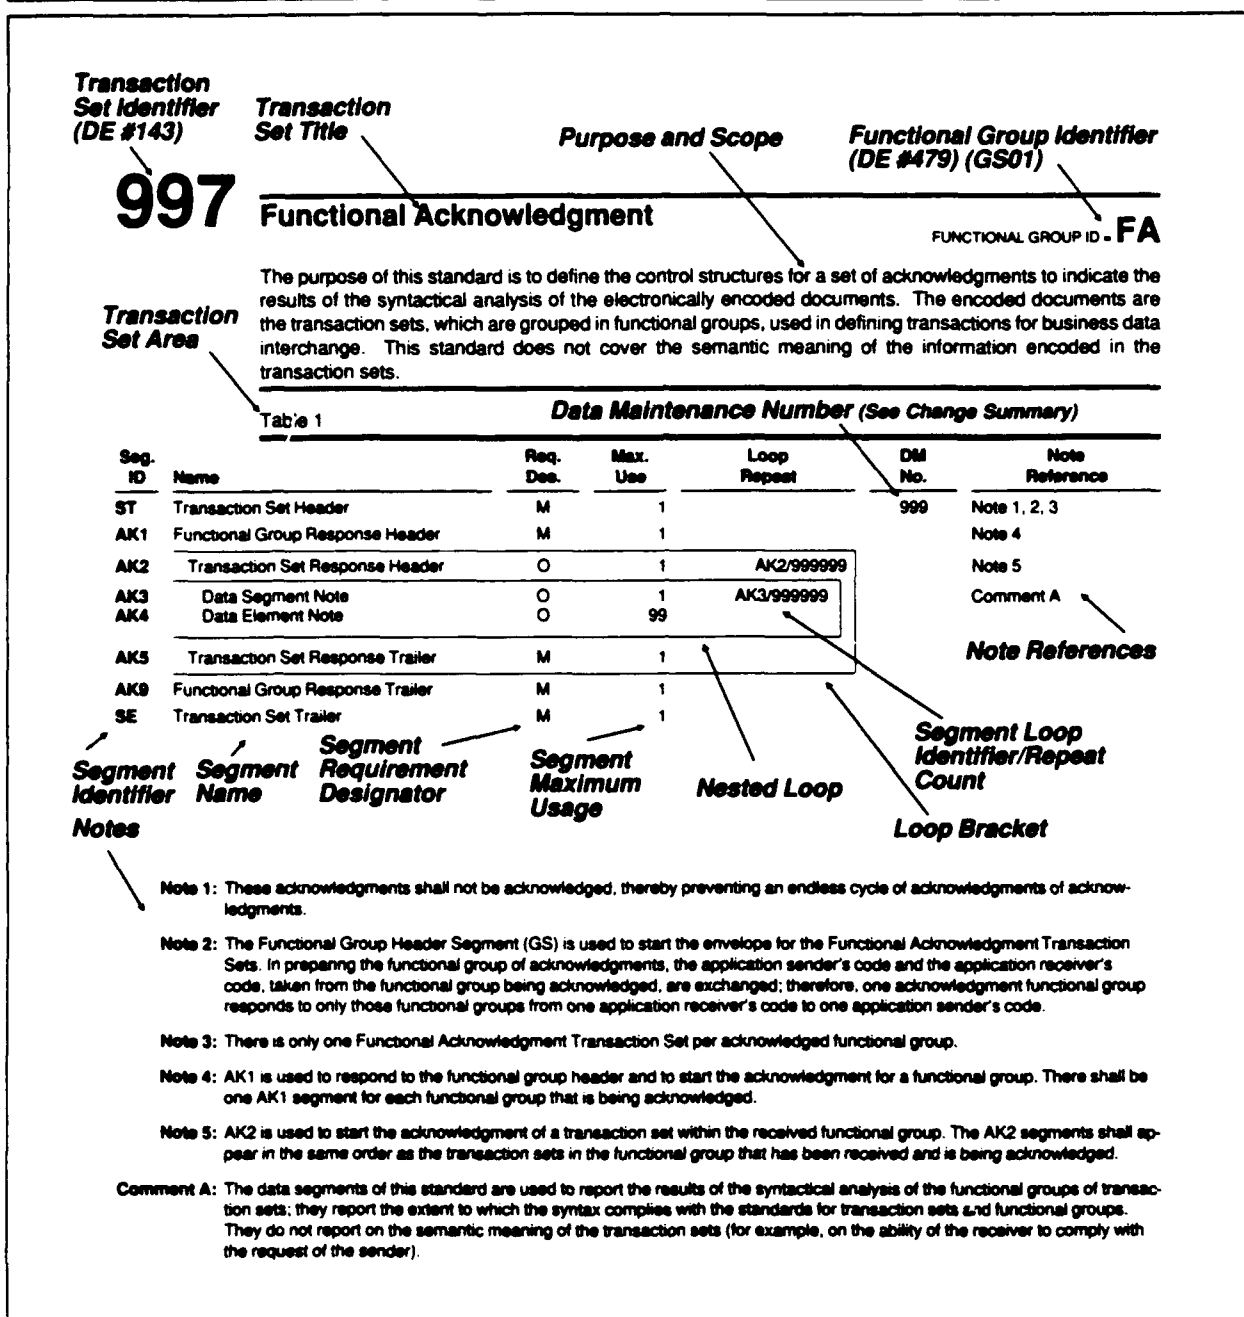 Transaction
Set Identifier
(DE #143)
Transaction
Set Title
Purpose and Scope
Functional Group Identifier
(DE #479) (GS01)
997
Functional Acknowledgment
FUNCTIONAL GROUP ID - FA
The purpose of this standard is to define the control structures for a set of acknowledgments to indicate the
results of the syntactical analysis of the electronically encoded documents. The encoded documents are
the transaction sets, which are grouped in functional groups, used in defining transactions for business data
interchange. This standard does not cover the semantic meaning of the information encoded in the
transaction sets.
Transaction
Set Area
Table 1
Data Maintenance Number (See Change Summary)
Seg. ID Name Req. Des. Max. Use Loop Repeat DM No. Note Reference
ST Transaction Set Header M 1 999 Note 1, 2, 3
AK1 Functional Group Response Header M 1 Note 4
AK2 Transaction Set Response Header O 1 AK2/999999 Note 5
AK3 Data Segment Note O 1 AK3/999999 Comment A
AK4 Data Element Note O 99
AK5 Transaction Set Response Trailer M 1
AK9 Functional Group Response Trailer M 1
SE Transaction Set Trailer M 1
Note References
Segment
Identifier
Segment
Name
Segment
Requirement
Designator
Segment
Maximum
Usage
Nested Loop
Segment Loop
Identifier/Repeat
Count
Loop Bracket
Notes
Note 1: These acknowledgments shall not be acknowledged, thereby preventing an endless cycle of acknowledgments of acknow-
ledgments.
Note 2: The Functional Group Header Segment (GS) is used to start the envelope for the Functional Acknowledgment Transaction
Sets. In preparing the functional group of acknowledgments, the application sender's code and the application receiver's
code, taken from the functional group being acknowledged, are exchanged; therefore, one acknowledgment functional group
responds to only those functional groups from one application receiver's code to one application sender's code.
Note 3: There is only one Functional Acknowledgment Transaction Set per acknowledged functional group.
Note 4: AK1 is used to respond to the functional group header and to start the acknowledgment for a functional group. There shall be
one AK1 segment for each functional group that is being acknowledged.
Note 5: AK2 is used to start the acknowledgment of a transaction set within the received functional group. The AK2 segments shall ap-
pear in the same order as the transaction sets in the functional group that has been received and is being acknowledged.
Comment A: The data segments of this standard are used to report the results of the syntactical analysis of the functional groups of transac-
tion sets; they report the extent to which the syntax complies with the standards for transaction sets and functional groups.
They do not report on the semantic meaning of the transaction sets (for example, on the ability of the receiver to comply with
the request of the sender).